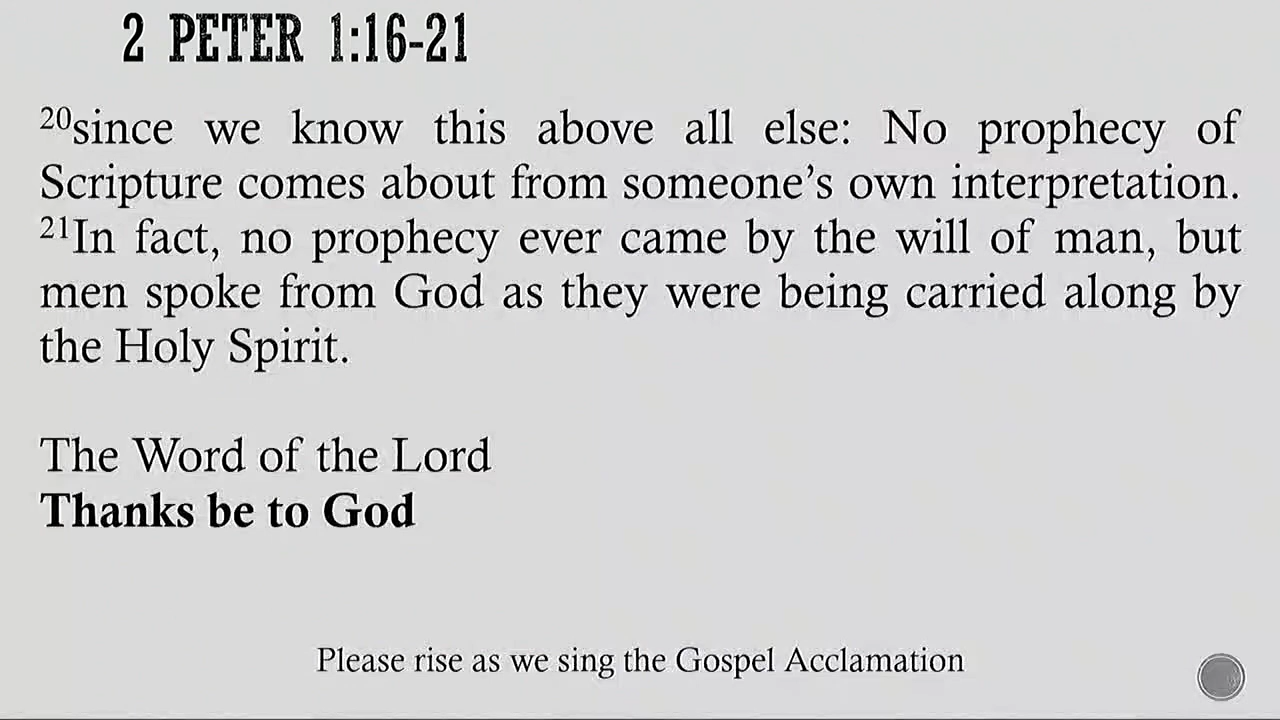 2 PETER 1:16-21
²⁰since we know this above all else: No prophecy of
Scripture comes about from someone’s own interpretation.
²¹In fact, no prophecy ever came by the will of man, but
men spoke from God as they were being carried along by
the Holy Spirit.
The Word of the Lord
Thanks be to God
Please rise as we sing the Gospel Acclamation